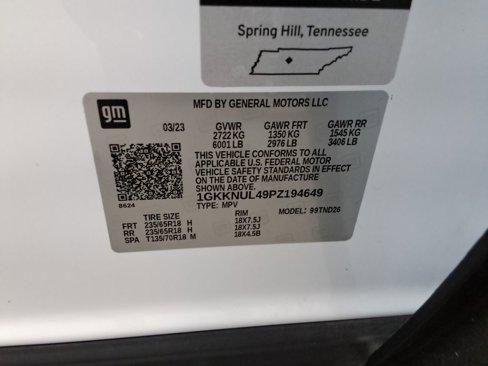 Spring Hill, Tennessee
gm
MFD BY GENERAL MOTORS LLC
03/23 GVWR GAWR FRT GAWR RR
2722 KG 1350 KG 1545 KG
6001 LB 2976 LB 3406 LB
THIS VEHICLE CONFORMS TO ALL
APPLICABLE U.S. FEDERAL MOTOR
VEHICLE SAFETY STANDARDS IN EFFECT
ON THE DATE OF MANUFACTURE
SHOWN ABOVE.
1GKKNUL49PZ194649
8624 TYPE: MPV
TIRE SIZE RIM MODEL: 99TND26
FRT 235/65R18 H 18X7.5J
RR 235/65R18 H 18X7.5J
SPA T135/70R18 M 18X4.5B